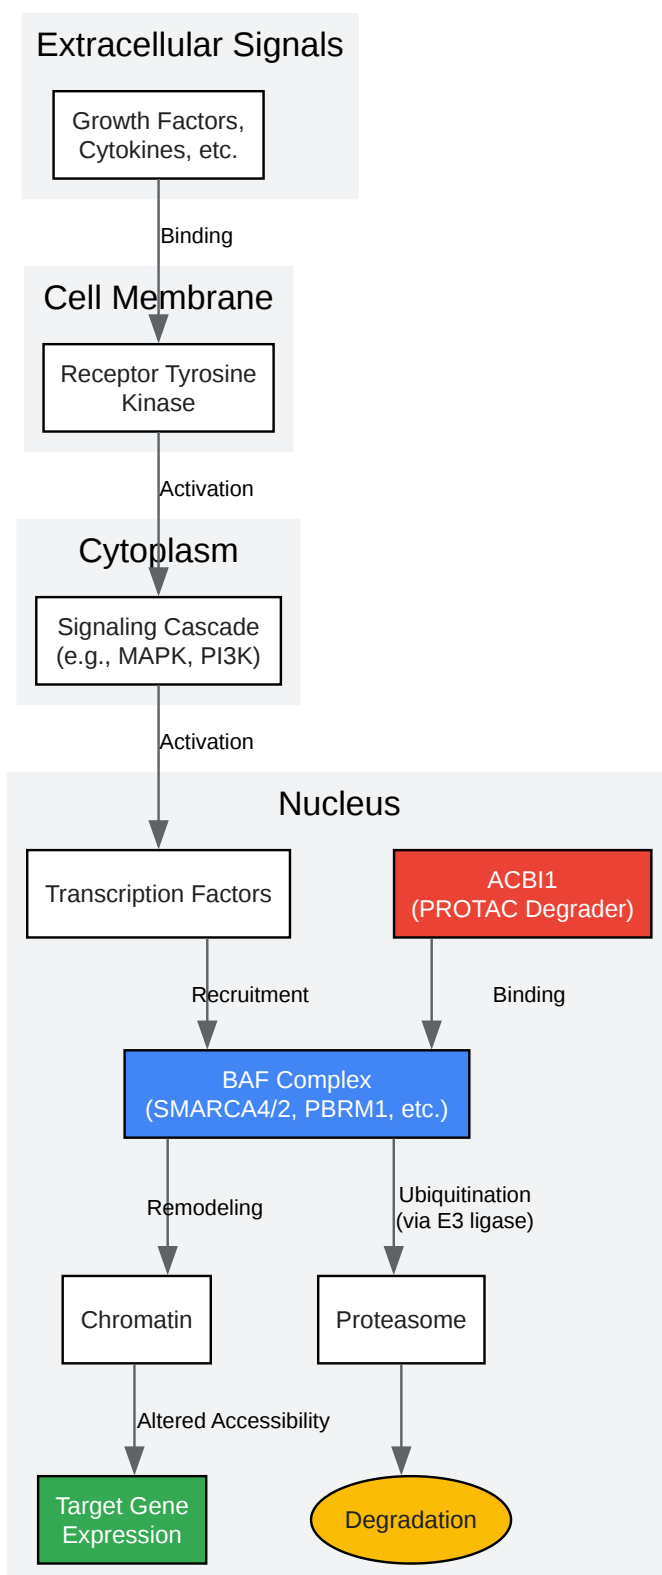 Extracellular Signals
Growth Factors,
Cytokines, etc.
Binding
Cell Membrane
Receptor Tyrosine
Kinase
Activation
Cytoplasm
Signaling Cascade
(e.g., MAPK, PI3K)
Activation
Nucleus
Transcription Factors
ACBI1
(PROTAC Degrader)
Recruitment
Binding
BAF Complex
(SMARCA4/2, PBRM1, etc.)
Remodeling
Ubiquitination
(via E3 ligase)
Chromatin
Proteasome
Altered Accessibility
Target Gene
Expression
Degradation